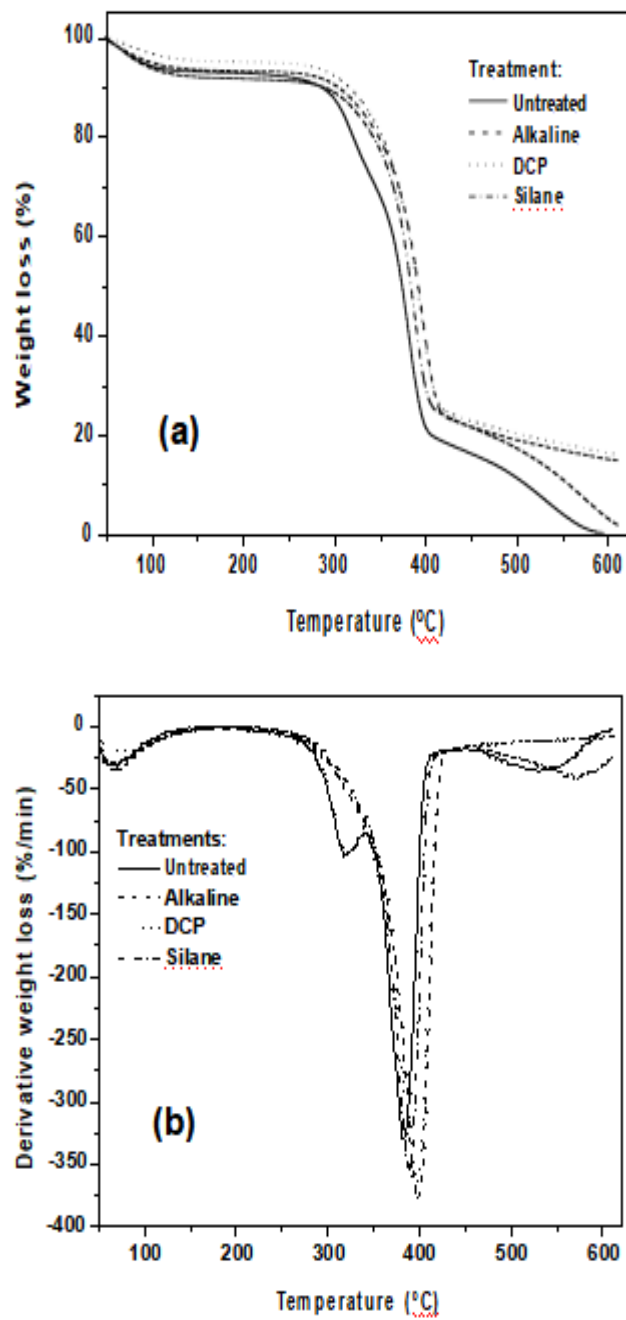 100
80
60
40
20
0
Weight loss (%)
Treatment:
Untreated
Alkaline
DCP
Silane
(a)
100 200 300 400 500 600
Temperature (ºC)
0
-50
-100
-150
-200
-250
-300
-350
-400
Derivative weight loss (%/min)
Treatments:
Untreated
Alkaline
DCP
Silane
(b)
100 200 300 400 500 600
Temperature (ºC)